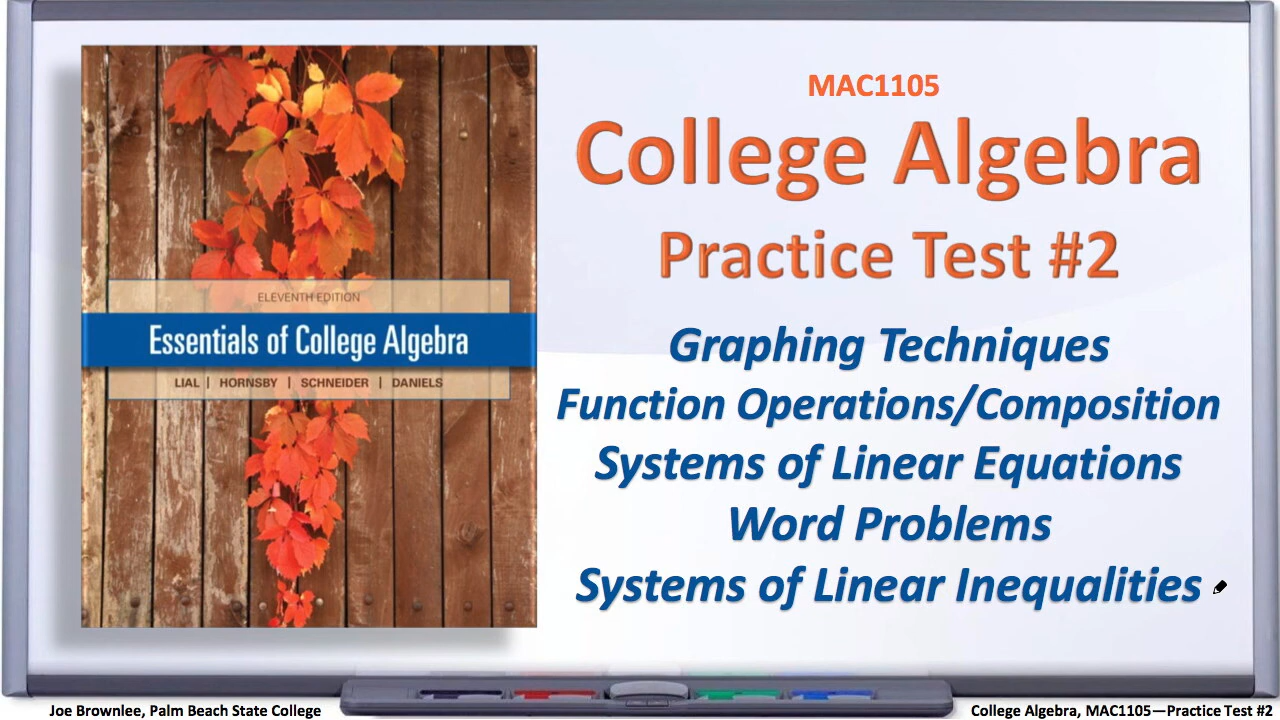 ELEVENTH EDITION
Essentials of College Algebra
LIAL | HORNSBY | SCHNEIDER | DANIELS
MAC1105
College Algebra
Practice Test #2
Graphing Techniques
Function Operations/Composition
Systems of Linear Equations
Word Problems
Systems of Linear Inequalities
Joe Brownlee, Palm Beach State College
College Algebra, MAC1105—Practice Test #2